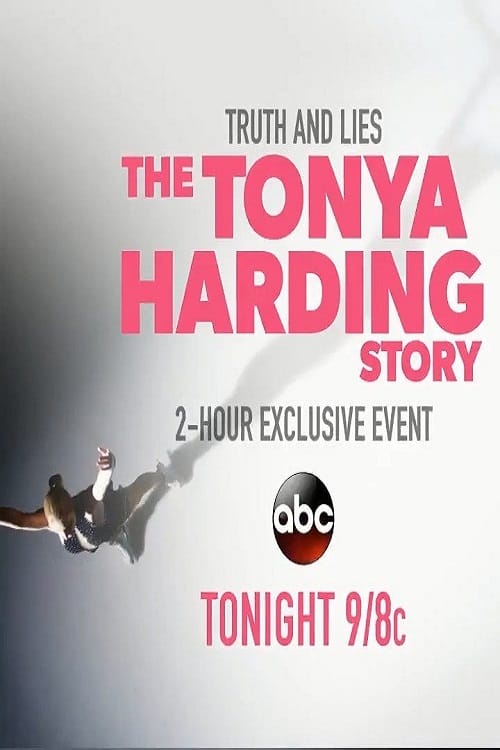 TRUTH AND LIES
THE TONYA
HARDING
STORY
2-HOUR EXCLUSIVE EVENT
abc
TONIGHT 9/8c